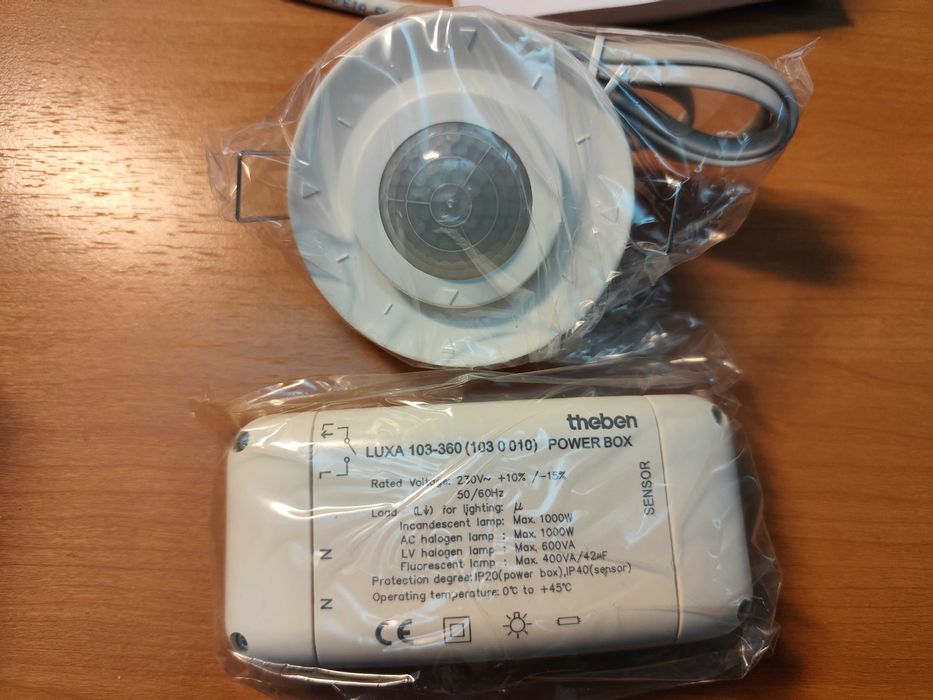 theben
LUXA 103-360 (103 0 010) POWER BOX
Rated Voltage: 230V~ +10% /-15%
50/60Hz
Load (L↓) for lighting: μ
Incandescent lamp: Max. 1000W
AC halogen lamp : Max. 1000W
LV halogen lamp : Max. 600VA
Fluorescent lamp : Max. 400VA/42μF
Protection degree: IP20(power box),IP40(sensor)
Operating temperature: 0°C to +45°C
CE
N
N
SENSOR